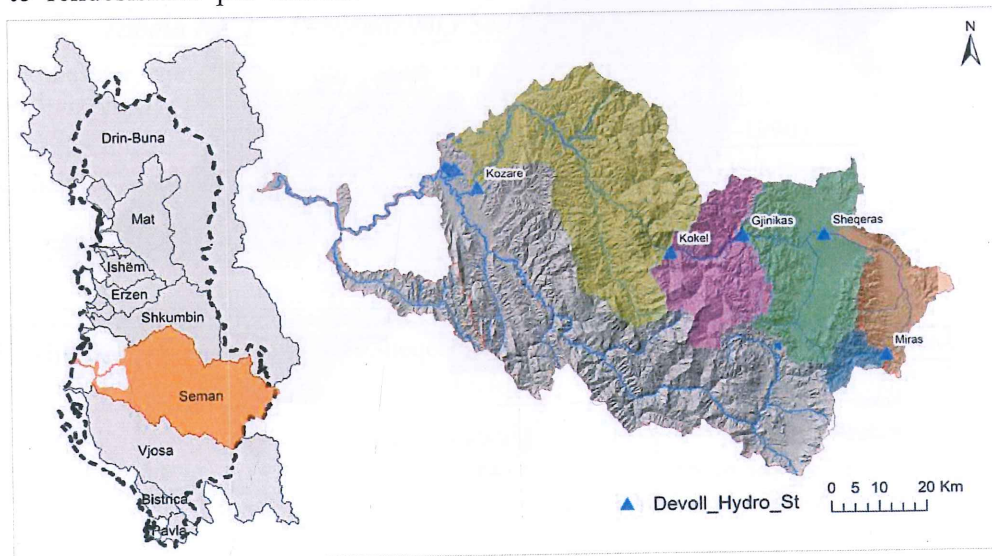 N
Drin-Buna
Mat
Ishëm
Erzen
Shkumbin
Seman
Vjosa
Bistrica
Pavla
Kozare
Kokel
Gjinikas
Sheqeras
Miras
Devoll_Hydro_St
0 5 10 20 Km